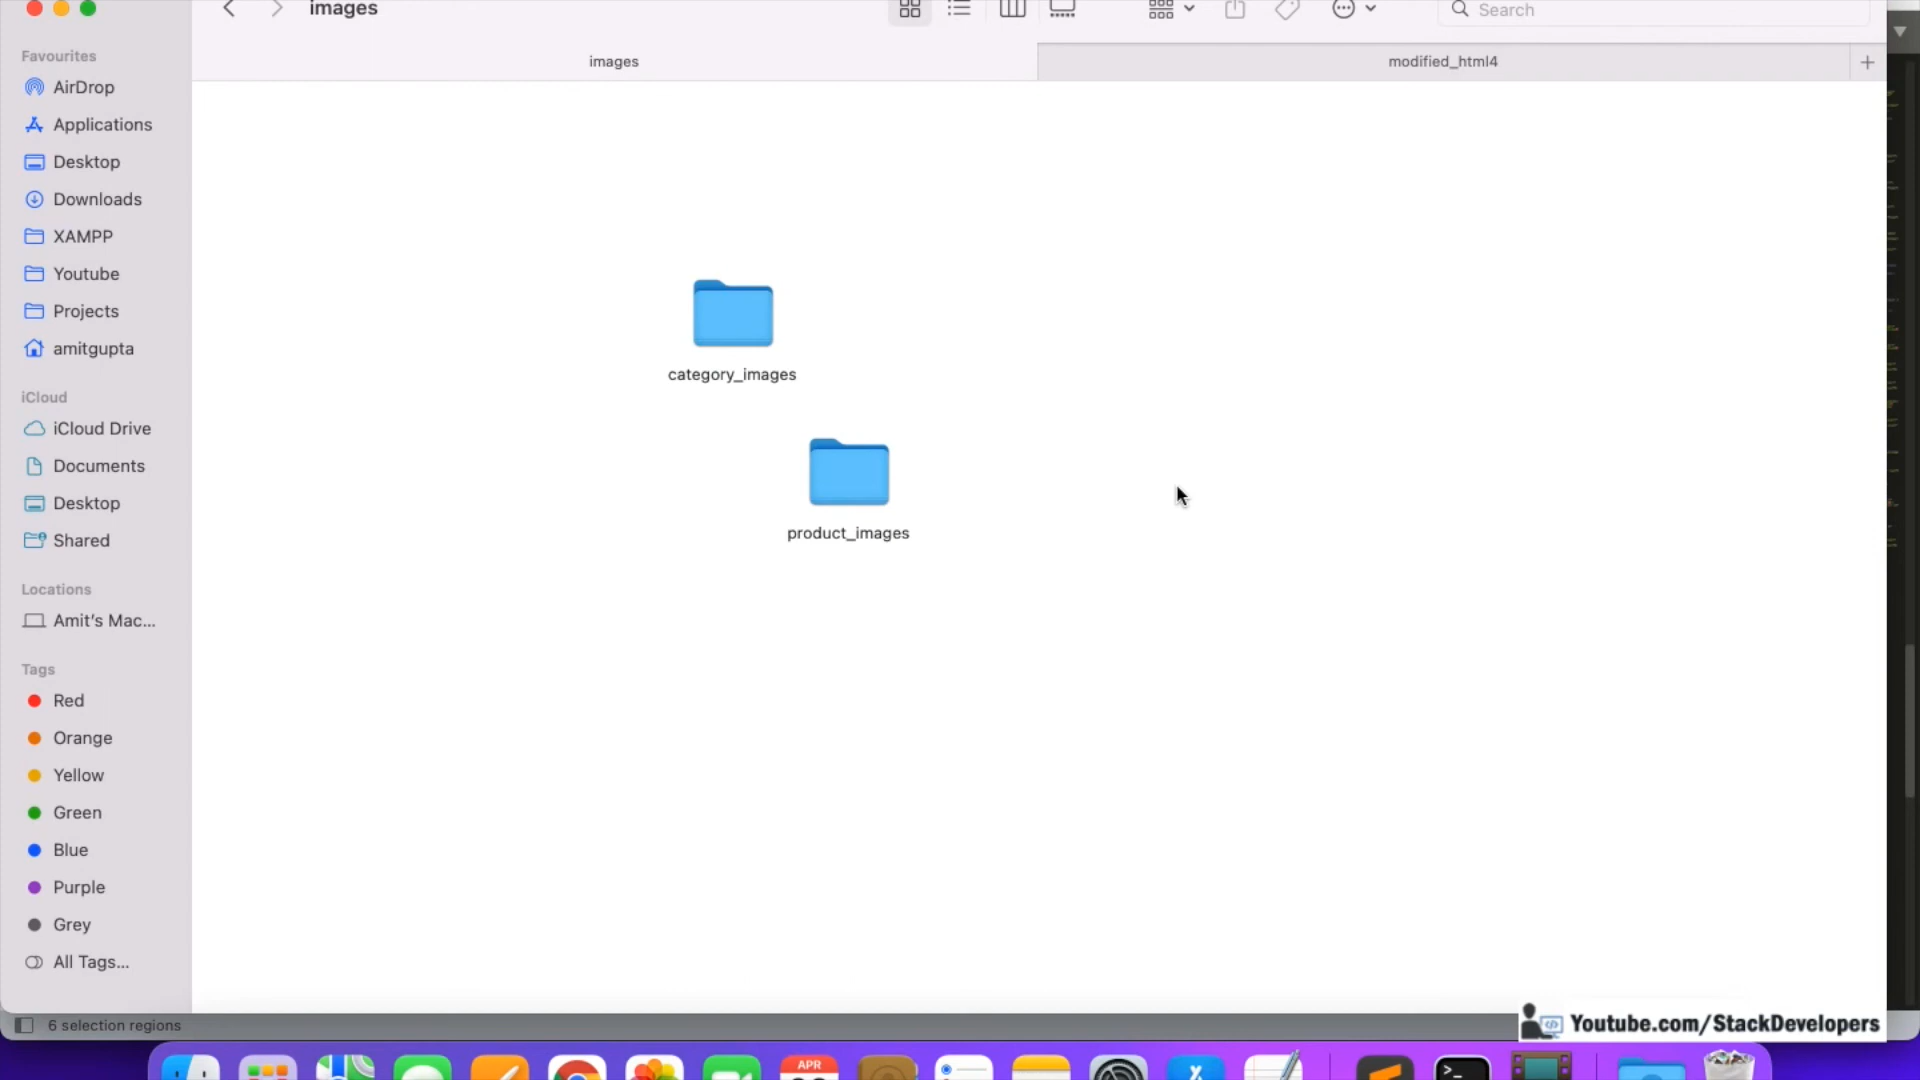 images
Search
images
modified_html4
Favourites
AirDrop
Applications
Desktop
Downloads
XAMPP
Youtube
Projects
amitgupta
iCloud
iCloud Drive
Documents
Desktop
Shared
Locations
Amit's Mac...
Tags
Red
Orange
Yellow
Green
Blue
Purple
Grey
All Tags...
category_images
product_images
6 selection regions
Youtube.com/StackDevelopers
APR